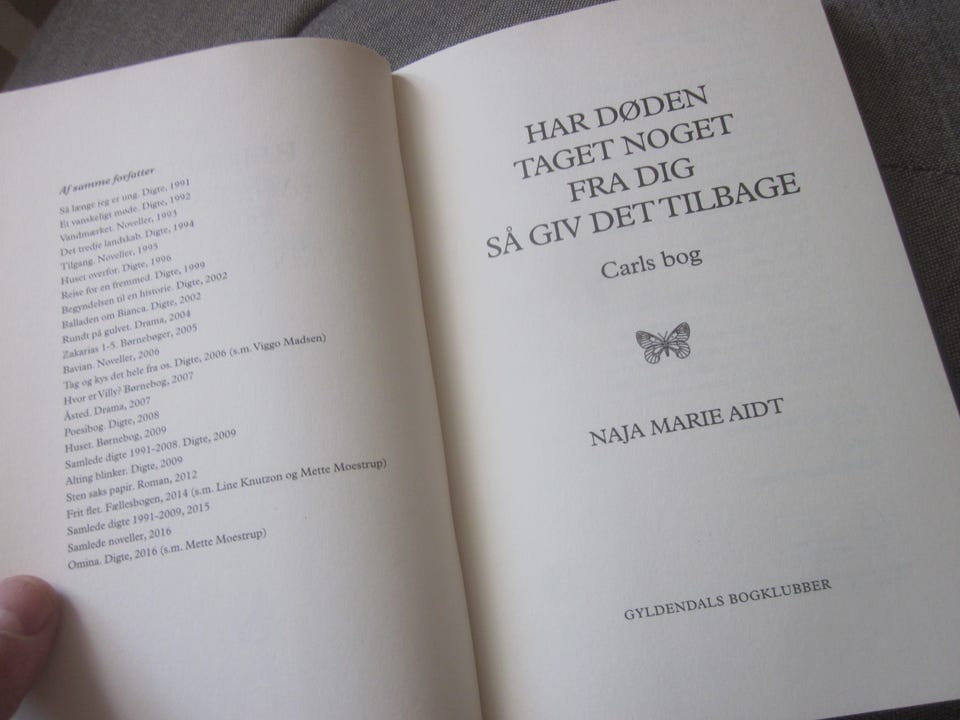 Af samme forfatter
Så længe jeg er ung. Digte, 1991
Et vanskeligt møde. Digte, 1992
Vandmærket. Noveller, 1993
Det tredje landskab. Digte, 1994
Tilgang. Noveller, 1995
Huset overfor. Digte, 1996
Rejse for en fremmed. Digte, 1999
Begyndelsen til en historie. Digte, 2002
Balladen om Bianca. Digte, 2002
Rundt på gulvet. Drama, 2004
Zakarias 1-5. Børnebøger, 2005
Bavian. Noveller, 2006
Tag og kys det hele fra os. Digte, 2006 (s.m. Viggo Madsen)
Hvor er Villy? Børnebog, 2007
Åsted. Drama, 2007
Poesibog. Digte, 2008
Huset. Børnebog, 2009
Samlede digte 1991-2008. Digte, 2009
Alting blinker. Digte, 2009
Sten saks papir. Roman, 2012
Frit flet. Fællesbogen, 2014 (s.m. Line Knutzon og Mette Moestrup)
Samlede digte 1991-2009, 2015
Samlede noveller, 2016
Omina. Digte, 2016 (s.m. Mette Moestrup)
HAR DØDEN
TAGET NOGET
FRA DIG
SÅ GIV DET TILBAGE
Carls bog
NAJA MARIE AIDT
GYLDENDALS BOGKLUBBER